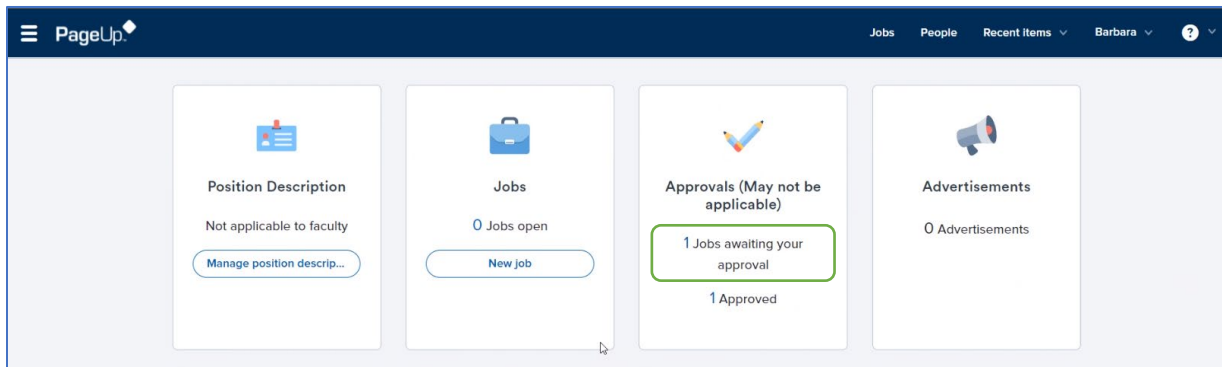 PageUp
Jobs People Recent items Barbara ?
Position Description
Not applicable to faculty
Manage position descrip...
Jobs
0 Jobs open
New job
Approvals (May not be
applicable)
1 Jobs awaiting your
approval
1 Approved
Advertisements
0 Advertisements